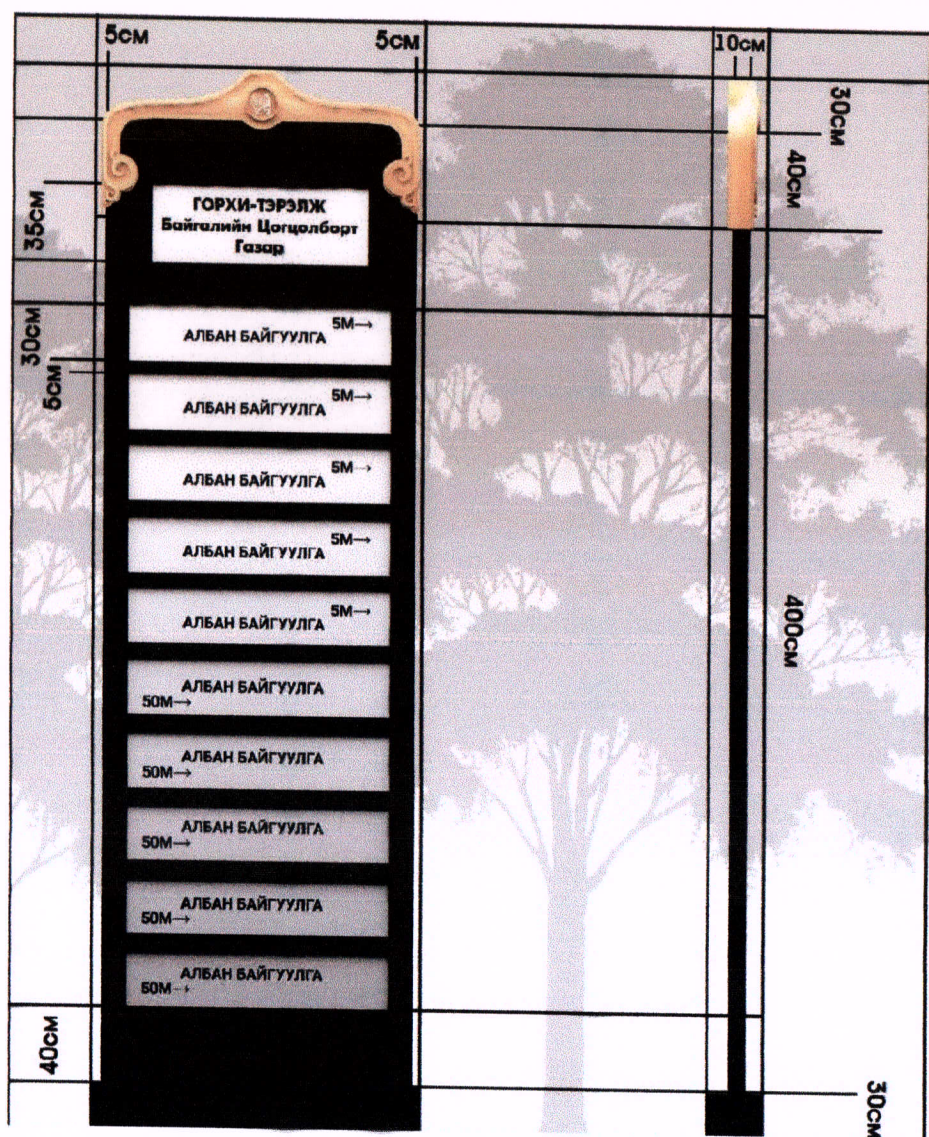 5СМ
5СМ
10СМ
30СМ
40СМ
35СМ
ГОРХИ-ТЭРЭЛЖ
Байгалийн Цогцолборт
Газар
30СМ
5СМ
5М→
АЛБАН БАЙГУУЛГА
5М→
АЛБАН БАЙГУУЛГА
5М→
АЛБАН БАЙГУУЛГА
5М→
АЛБАН БАЙГУУЛГА
5М→
АЛБАН БАЙГУУЛГА
400СМ
АЛБАН БАЙГУУЛГА
50М→
АЛБАН БАЙГУУЛГА
50М→
АЛБАН БАЙГУУЛГА
50М→
АЛБАН БАЙГУУЛГА
50М→
АЛБАН БАЙГУУЛГА
50М→
40СМ
30СМ